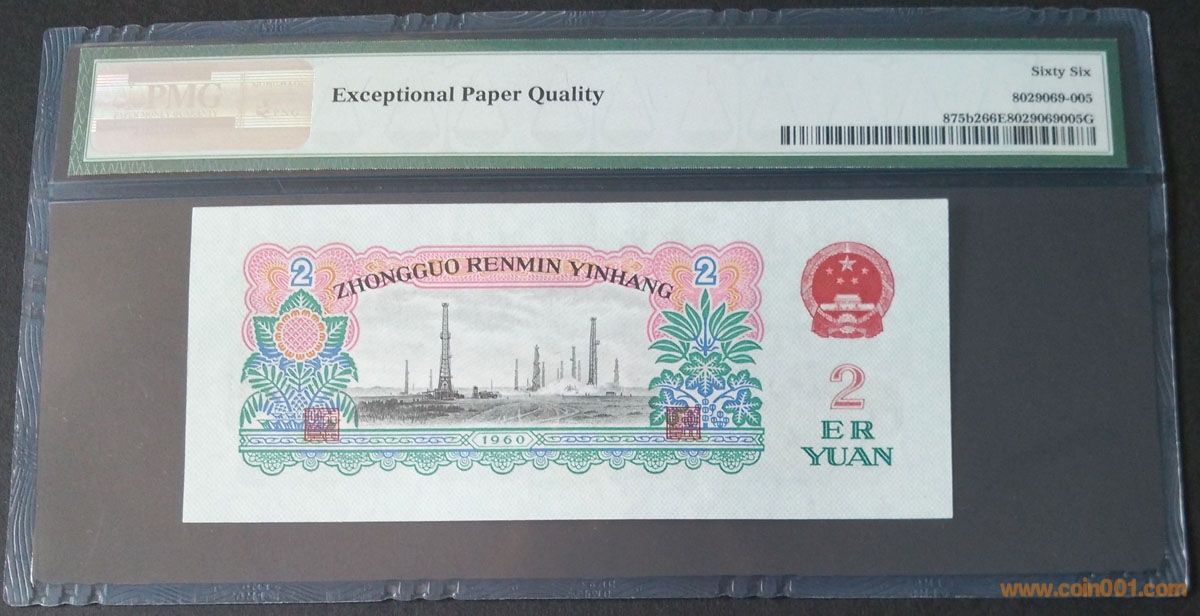 PMG
Exceptional Paper Quality
Sixty Six
8029069-005
875b266E8029069005G
2
ZHONGGUO RENMIN YINHANG
2
2
ER
YUAN
1960
www.coin001.com